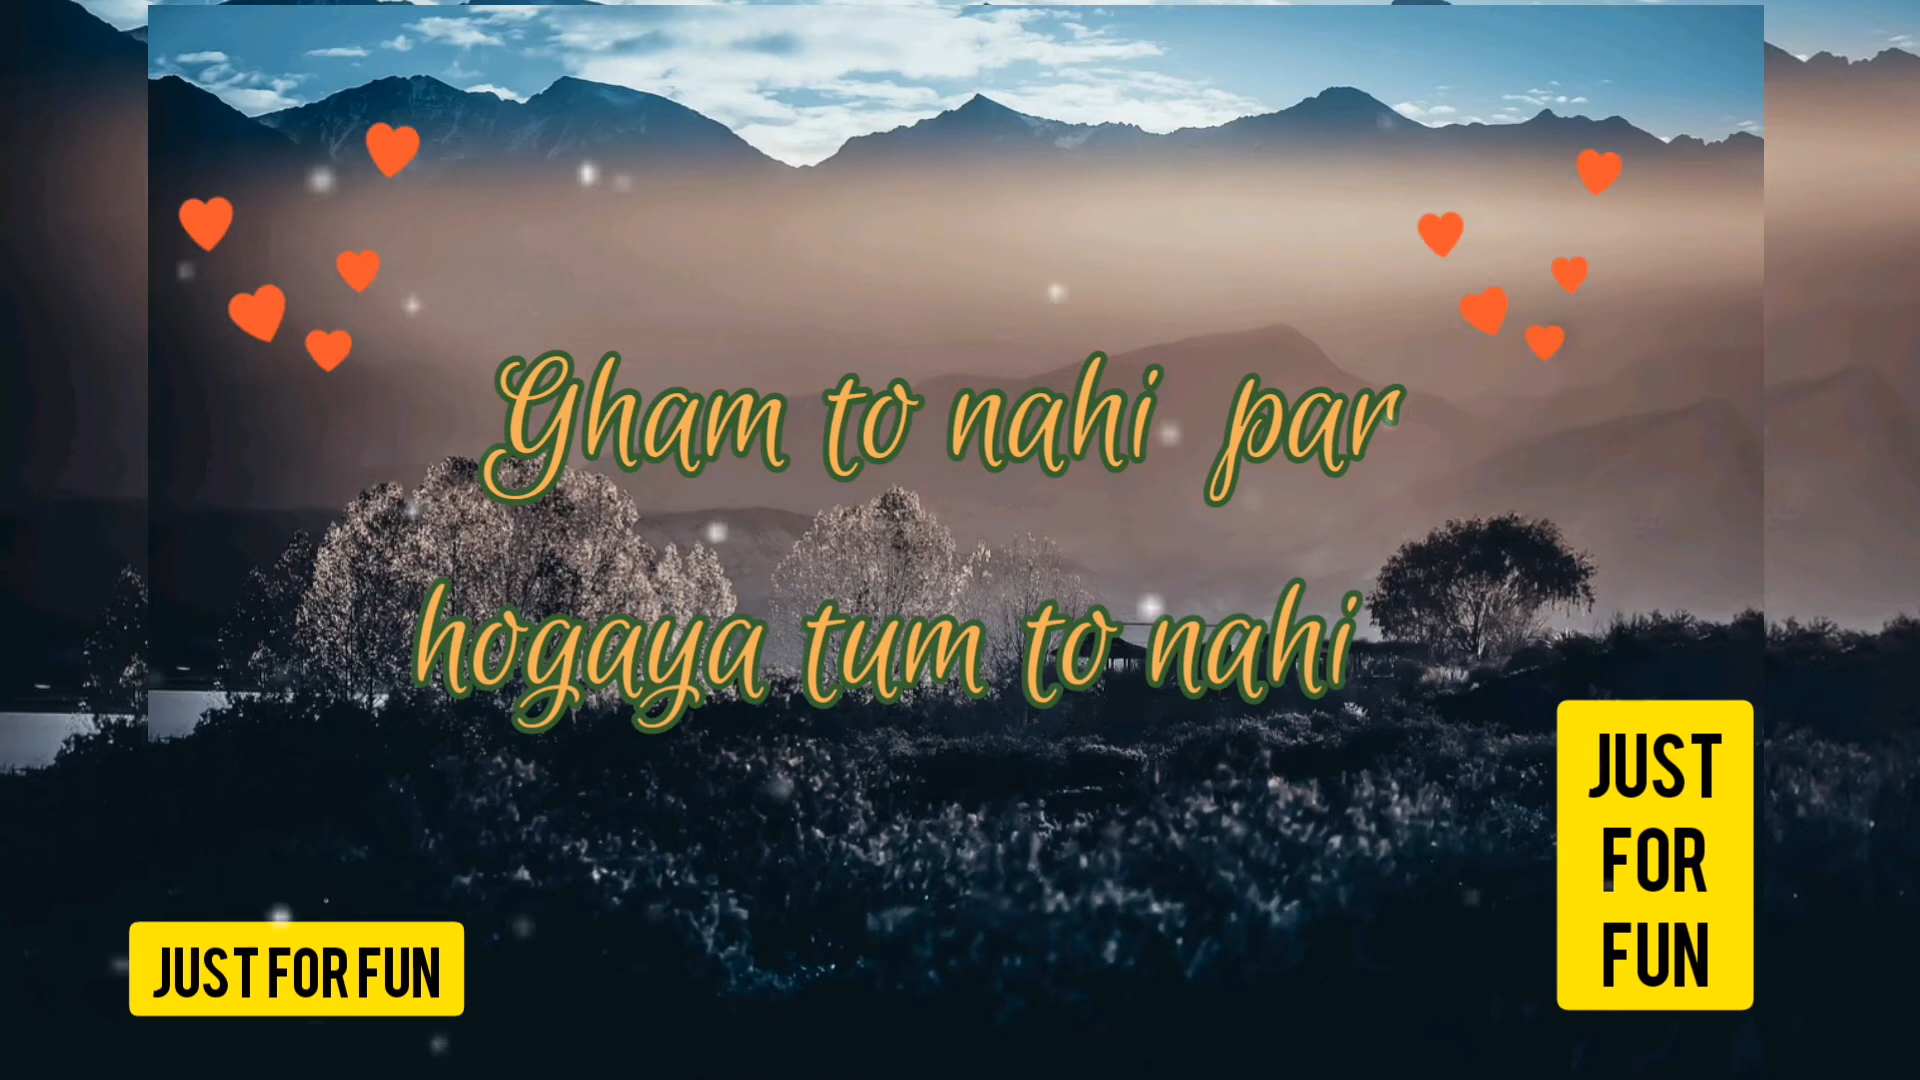 Gham to nahi par
hogaya tum to nahi
JUST
FOR
FUN
JUST FOR FUN